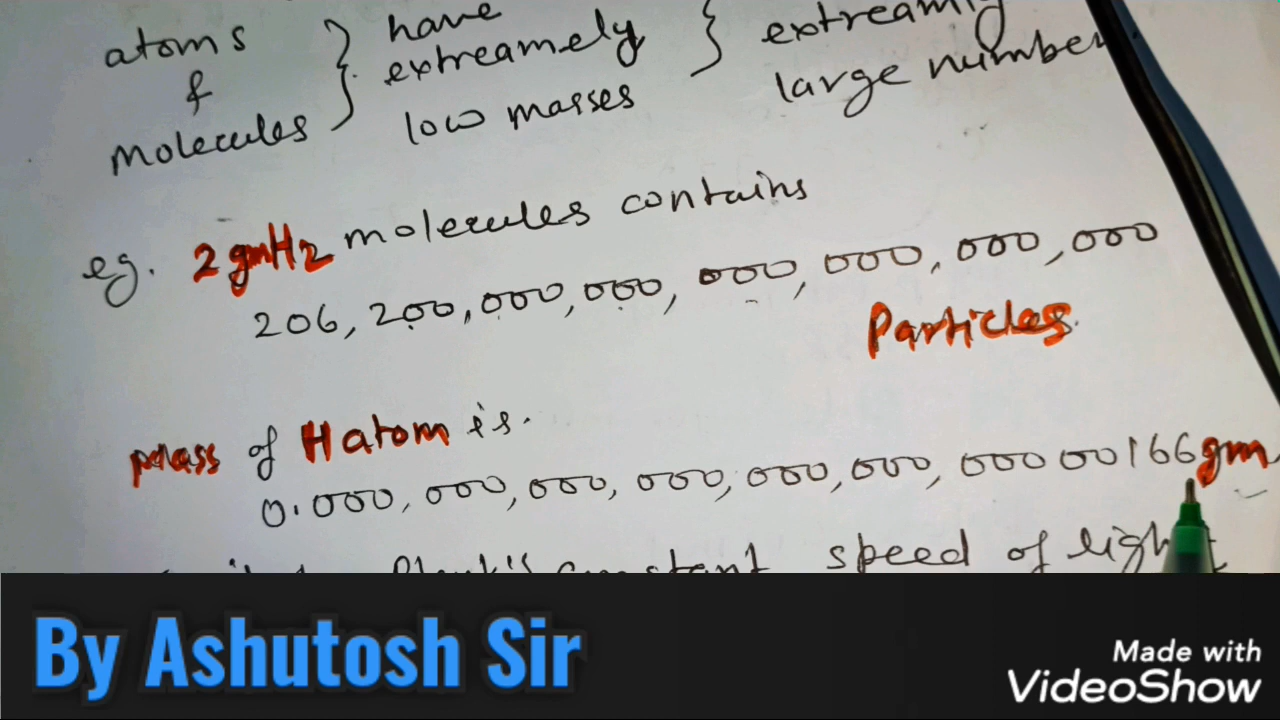 atoms } have } extreamly
& extreamely large number
molecules } low masses
eg. 2gmH2 molecules contains
206,200,000,000,000,000,000,000
Particles.
Mass of H atom is.
0.000,000,000,000,000,000,000 00166gm
constant speed of light
By Ashutosh Sir
Made with
VideoShow